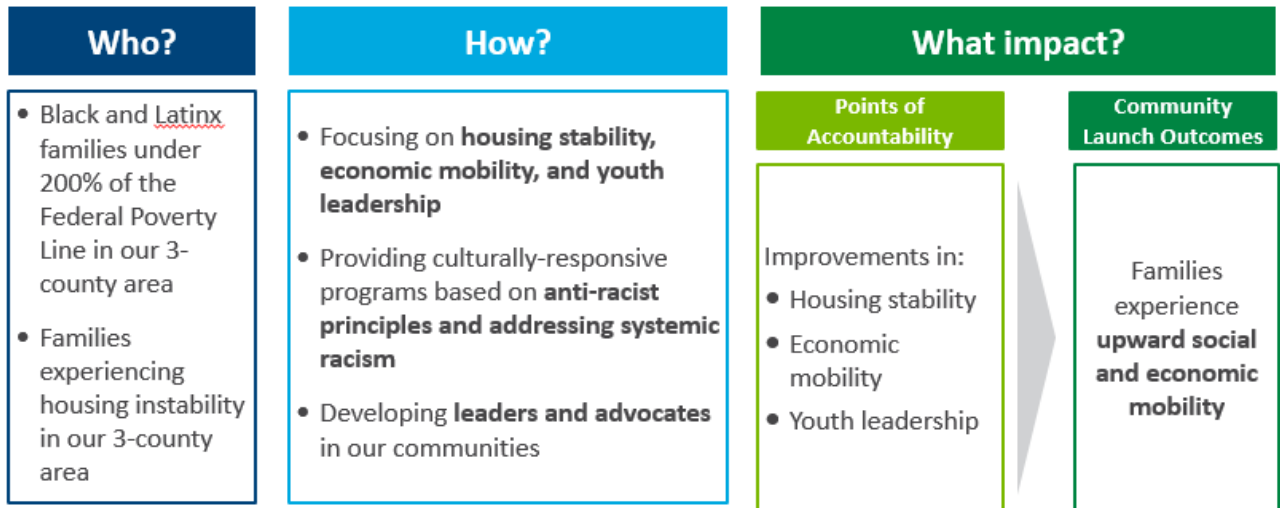 Who?
• Black and Latinx
families under
200% of the
Federal Poverty
Line in our 3-
county area
• Families
experiencing
housing instability
in our 3-county
area
How?
• Focusing on housing stability,
economic mobility, and youth
leadership
• Providing culturally-responsive
programs based on anti-racist
principles and addressing systemic
racism
• Developing leaders and advocates
in our communities
What impact?
Points of
Accountability
Improvements in:
• Housing stability
• Economic
mobility
• Youth leadership
Community
Launch Outcomes
Families
experience
upward social
and economic
mobility